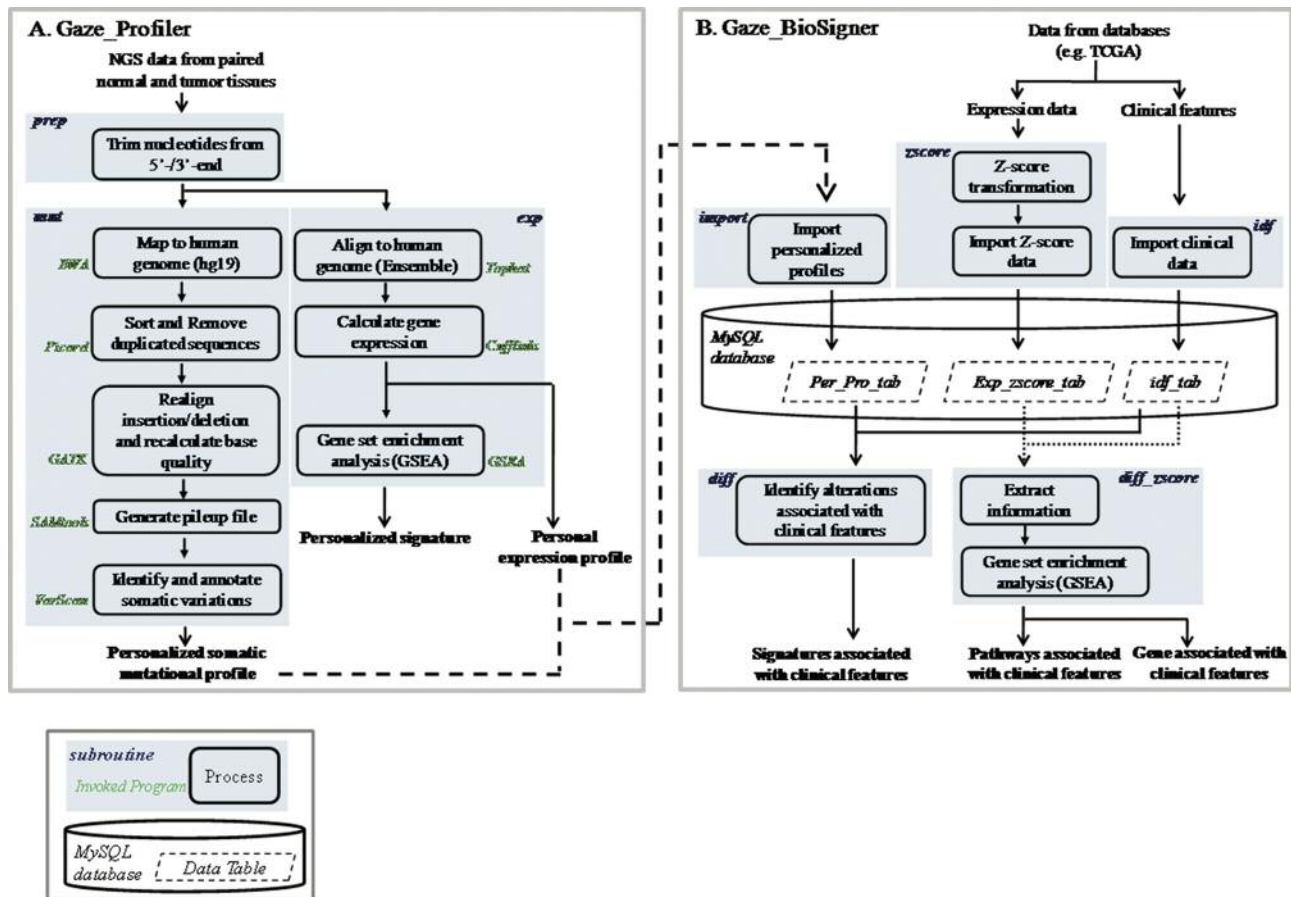 A. Gaze_Profiler
NGS data from paired
normal and tumor tissues
prep
Trim nucleotides from
5'-/3'-end
mut
exp
Map to human
genome (hg19)
BWA
Align to human
genome (Ensemble)
Tophat
Sort and Remove
duplicated sequences
Picard
Calculate gene
expression
Cufflinks
Realign
insertion/deletion
and recalculate base
quality
GATK
Gene set enrichment
analysis (GSEA)
GSEA
Generate pileup file
SAMtools
Personalized signature
Personal
expression profile
Identify and annotate
somatic variations
VarScan
Personalized somatic
mutational profile
B. Gaze_BioSigner
Data from databases
(e.g. TCGA)
Expression data
Clinical features
zscore
Z-score
transformation
import
Import
personalized
profiles
Import Z-score
data
idf
Import clinical
data
MySQL
database
Per_Pro_tab
Exp_zscore_tab
idf_tab
diff
Identify alterations
associated with
clinical features
diff_zscore
Extract
information
Gene set enrichment
analysis (GSEA)
Signatures associated
with clinical features
Pathways associated
with clinical features
Gene associated with
clinical features
subroutine
Invoked Program
Process
MySQL
database
Data Table